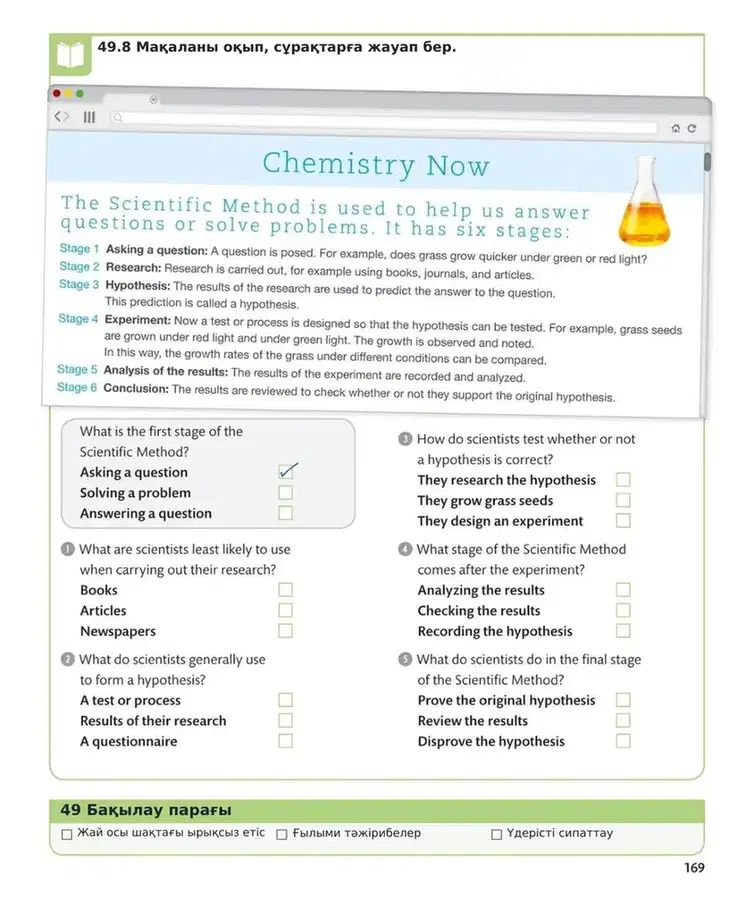 49.8 Мақаланы оқып, сұрақтарға жауап бер.
Chemistry Now
The Scientific Method is used to help us answer
questions or solve problems. It has six stages:
Stage 1 Asking a question: A question is posed. For example, does grass grow quicker under green or red light?
Stage 2 Research: Research is carried out, for example using books, journals, and articles.
Stage 3 Hypothesis: The results of the research are used to predict the answer to the question.
This prediction is called a hypothesis.
Stage 4 Experiment: Now a test or process is designed so that the hypothesis can be tested. For example, grass seeds
are grown under red light and under green light. The growth is observed and noted.
In this way, the growth rates of the grass under different conditions can be compared.
Stage 5 Analysis of the results: The results of the experiment are recorded and analyzed.
Stage 6 Conclusion: The results are reviewed to check whether or not they support the original hypothesis.
What is the first stage of the
Scientific Method?
Asking a question
Solving a problem
Answering a question
1 What are scientists least likely to use
when carrying out their research?
Books
Articles
Newspapers
2 What do scientists generally use
to form a hypothesis?
A test or process
Results of their research
A questionnaire
3 How do scientists test whether or not
a hypothesis is correct?
They research the hypothesis
They grow grass seeds
They design an experiment
4 What stage of the Scientific Method
comes after the experiment?
Analyzing the results
Checking the results
Recording the hypothesis
5 What do scientists do in the final stage
of the Scientific Method?
Prove the original hypothesis
Review the results
Disprove the hypothesis
49 Бақылау парағы
Жай осы шақтағы ырықсыз етіс
Ғылыми тәжірибелер
Үдерісті сипаттау
169